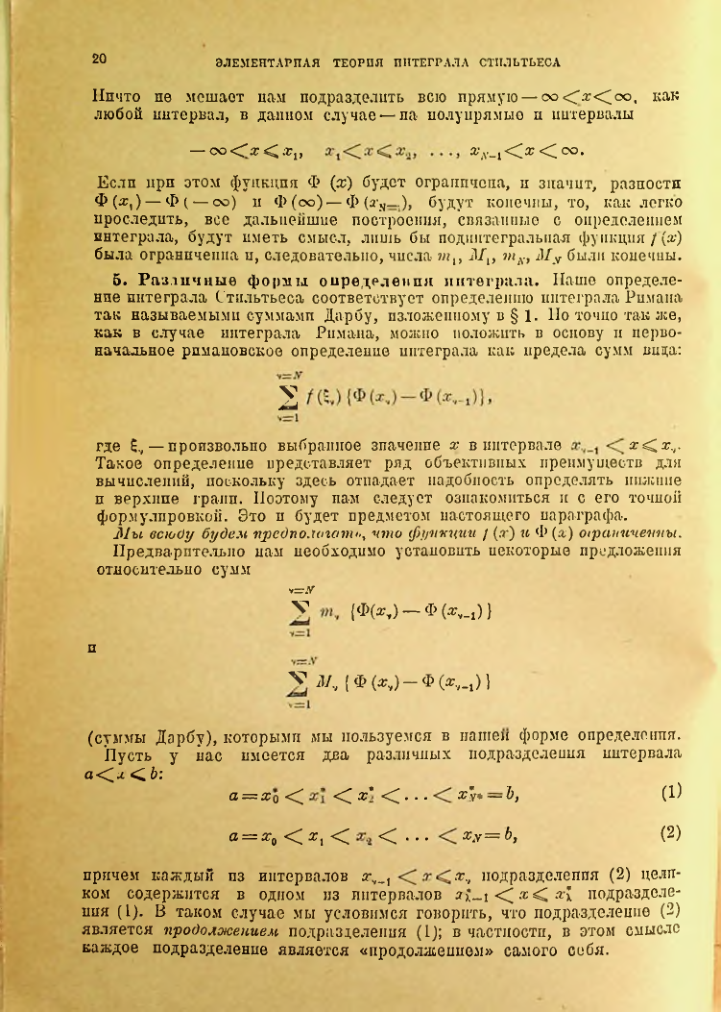 20
ЭЛЕМЕНТАРНАЯ ТЕОРИЯ ИНТЕГРАЛА СТИЛЬТЬЕСА
Ничто не мешает нам подразделить всю прямую — ∞ < x < ∞, как
любой интервал, в данном случае — на полупрямые и интервалы
— ∞ < x ⩽ x₁, x₁ < x ⩽ x₂, ..., x_{N−1} < x < ∞.
Если при этом функция Φ (x) будет ограничена, и значит, разности
Φ (x₁) — Φ (— ∞) и Φ (∞) — Φ (x_{N−1}), будут конечны, то, как легко
проследить, все дальнейшие построения, связанные с определением
интеграла, будут иметь смысл, лишь бы подинтегральная функция f (x)
была ограниченна и, следовательно, числа m₁, M₁, m_N, M_N были конечны.
5. Различные формы определения интеграла. Наше определе-
ние интеграла Стильтьеса соответствует определению интеграла Римана
так называемыми суммами Дарбу, изложенному в § 1. Но точно так же,
как в случае интеграла Римана, можно положить в основу и перво-
начальное римановское определение интеграла как предела сумм вида:
ν=N
∑ f (ξ_ν) {Φ (x_ν) — Φ (x_{ν−1})},
ν=1
где ξ_ν — произвольно выбранное значение x в интервале x_{ν−1} < x ⩽ x_ν.
Такое определение представляет ряд объективных преимуществ для
вычислений, поскольку здесь отпадает надобность определять нижние
и верхние грани. Поэтому нам следует ознакомиться и с его точной
формулировкой. Это и будет предметом настоящего параграфа.
Мы всюду будем предполагать, что функции f (x) и Φ (x) ограниченны.
Предварительно нам необходимо установить некоторые предложения
относительно сумм
ν=N
∑ m_ν {Φ(x_ν) — Φ (x_{ν−1})}
ν=1
и
ν=N
∑ M_ν {Φ (x_ν) — Φ (x_{ν−1})}
ν=1
(суммы Дарбу), которыми мы пользуемся в нашей форме определения.
Пусть у нас имеется два различных подразделения интервала
a < x ⩽ b:
a = x*₀ < x*₁ < x*₂ < ... < x*_{N*} = b, (1)
a = x₀ < x₁ < x₂ < ... < x_N = b, (2)
причем каждый из интервалов x_{ν−1} < x ⩽ x_ν подразделения (2) цели-
ком содержится в одном из интервалов x*_{λ−1} < x ⩽ x*_λ подразделе-
ния (1). В таком случае мы условимся говорить, что подразделение (2)
является продолжением подразделения (1); в частности, в этом смысле
каждое подразделение является «продолжением» самого себя.